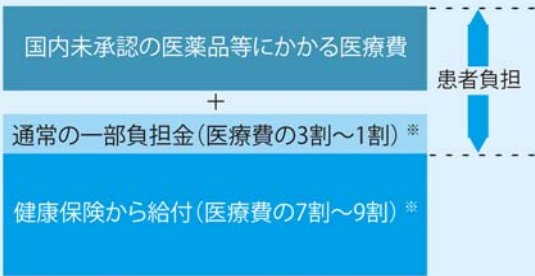 国内未承認の医薬品等にかかる医療費
患者負担
+
通常の一部負担金(医療費の3割~1割)※
健康保険から給付(医療費の7割~9割)※